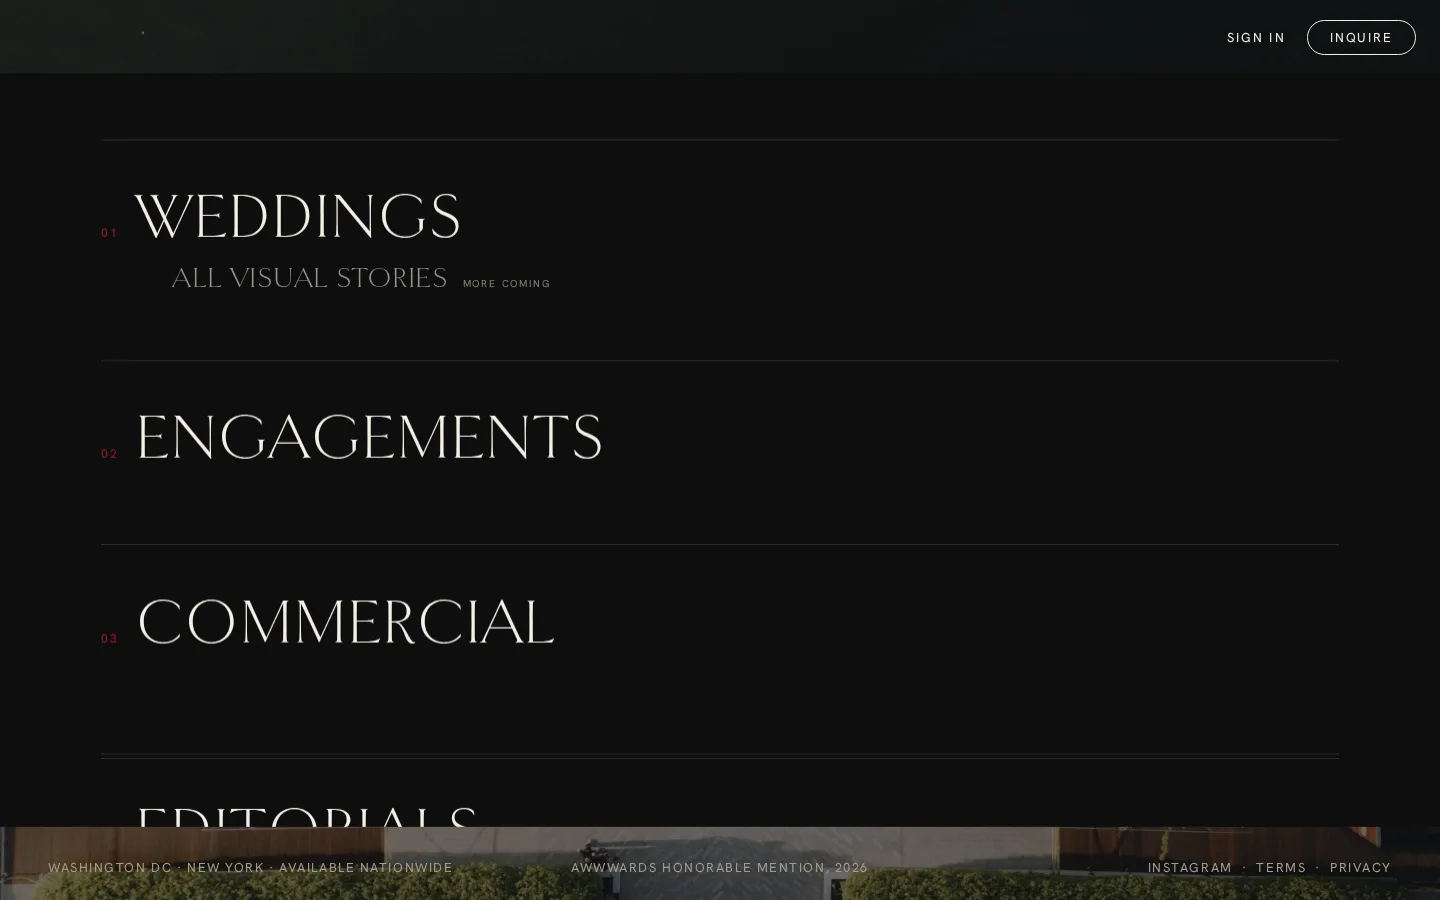 SIGN IN
INQUIRE
01
WEDDINGS
ALL VISUAL STORIES
MORE COMING
02
ENGAGEMENTS
03
COMMERCIAL
EDITORIALS
WASHINGTON DC · NEW YORK · AVAILABLE NATIONWIDE
AWWWARDS HONORABLE MENTION, 2026
INSTAGRAM · TERMS · PRIVACY